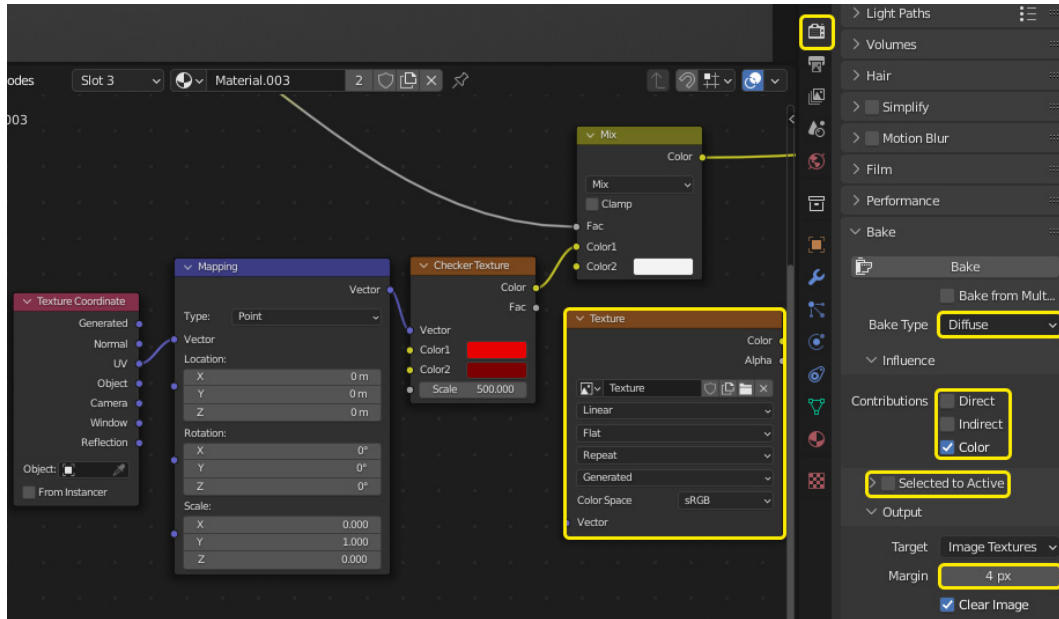 odes
Slot 3
Material.003
2
003
Texture Coordinate
Generated
Normal
UV
Object
Camera
Window
Reflection
Object:
From Instancer
Mapping
Vector
Type: Point
Vector
Location:
X 0 m
Y 0 m
Z 0 m
Rotation:
X 0°
Y 0°
Z 0°
Scale:
X 0.000
Y 1.000
Z 0.000
Checker Texture
Color
Fac
Vector
Color1
Color2
Scale 500.000
Mix
Color
Mix
Clamp
Fac
Color1
Color2
Texture
Color
Alpha
Texture
Linear
Flat
Repeat
Generated
Color Space sRGB
Vector
Light Paths
Volumes
Hair
Simplify
Motion Blur
Film
Performance
Bake
Bake
Bake from Mult...
Bake Type Diffuse
Influence
Contributions Direct
Indirect
Color
Selected to Active
Output
Target Image Textures
Margin 4 px
Clear Image